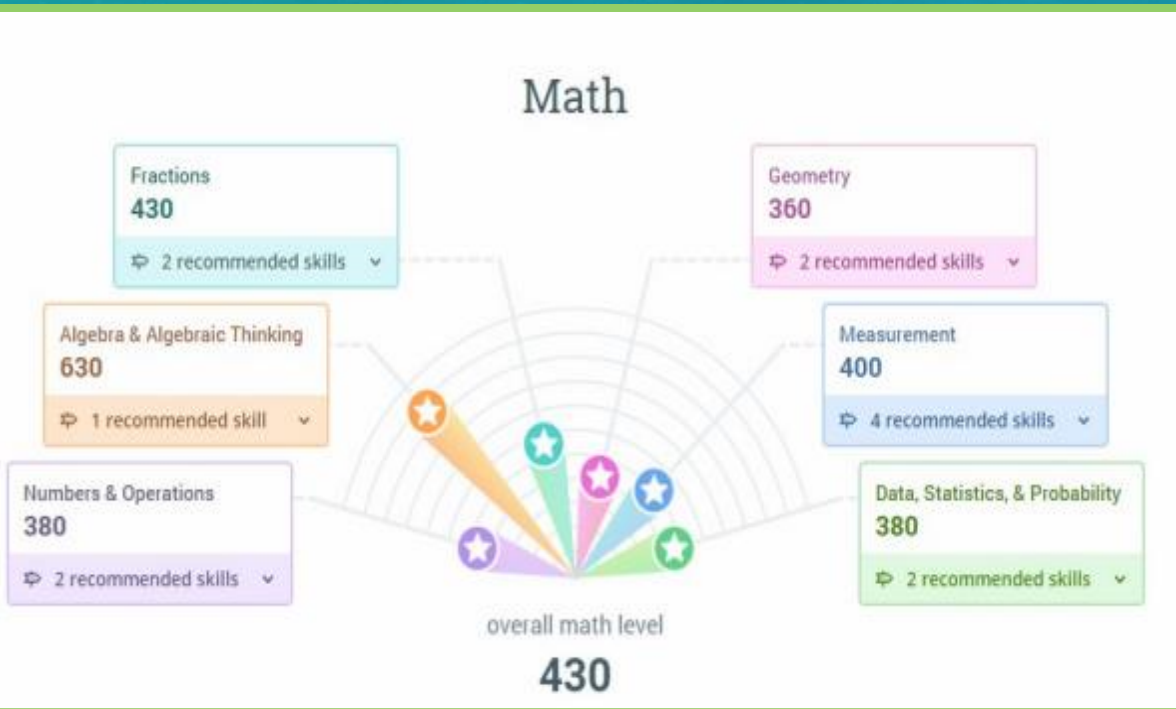 Math
Fractions
430
2 recommended skills
Geometry
360
2 recommended skills
Algebra & Algebraic Thinking
630
1 recommended skill
Measurement
400
4 recommended skills
Numbers & Operations
380
2 recommended skills
Data, Statistics, & Probability
380
2 recommended skills
overall math level
430